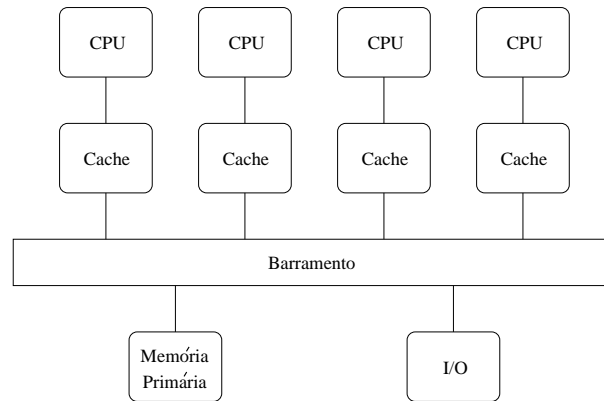 CPU
CPU
CPU
CPU
Cache
Cache
Cache
Cache
Barramento
Memória
Primária
I/O